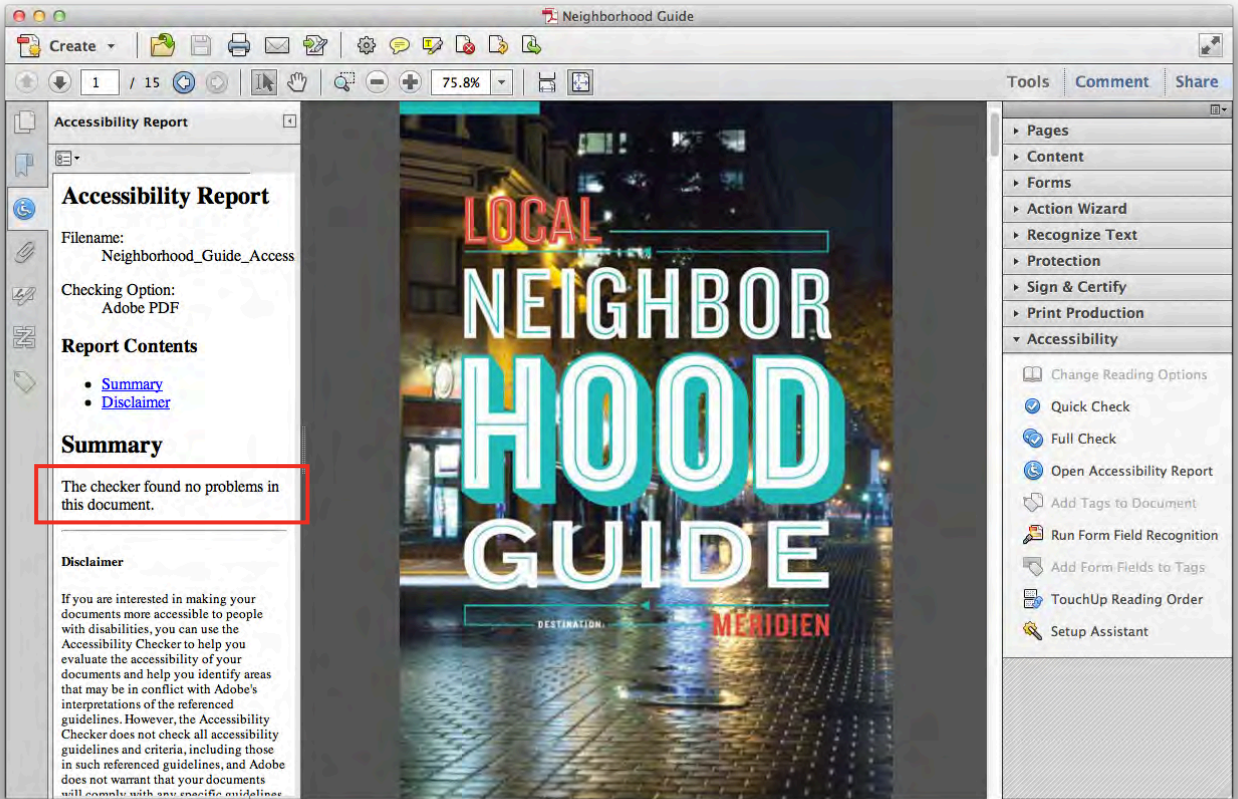 Neighborhood Guide
Create
1 / 15 75.8% Tools Comment Share
Accessibility Report
Accessibility Report
Filename:
Neighborhood_Guide_Access
Checking Option:
Adobe PDF
Report Contents
Summary
Disclaimer
Summary
The checker found no problems in
this document.
Disclaimer
If you are interested in making your
documents more accessible to people
with disabilities, you can use the
Accessibility Checker to help you
evaluate the accessibility of your
documents and help you identify areas
that may be in conflict with Adobe's
interpretations of the referenced
guidelines. However, the Accessibility
Checker does not check all accessibility
guidelines and criteria, including those
in such referenced guidelines, and Adobe
does not warrant that your documents
will comply with any specific guidelines
LOCAL
NEIGHBOR
HOOD
GUIDE
DESTINATION:
MERIDIEN
Pages
Content
Forms
Action Wizard
Recognize Text
Protection
Sign & Certify
Print Production
Accessibility
Change Reading Options
Quick Check
Full Check
Open Accessibility Report
Add Tags to Document
Run Form Field Recognition
Add Form Fields to Tags
TouchUp Reading Order
Setup Assistant